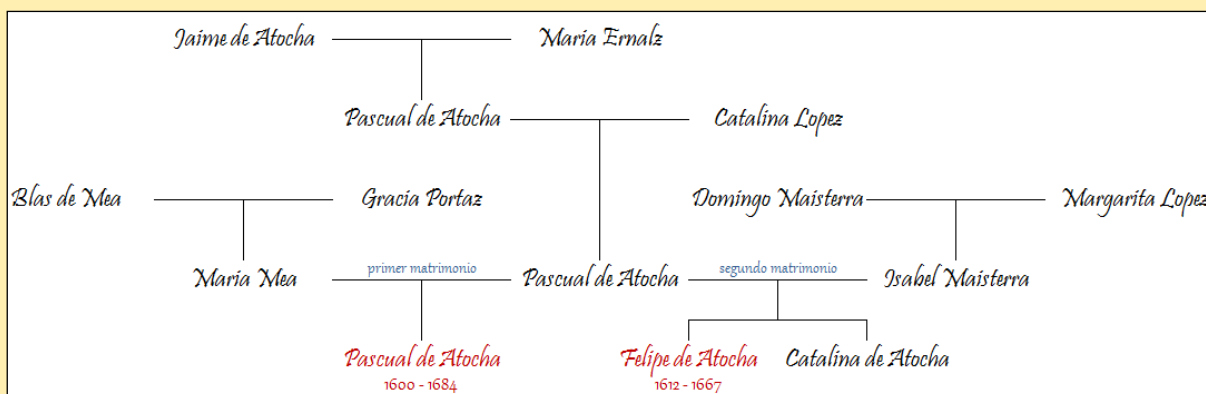 Jaime de Atocha María Ernalz
Pascual de Atocha Catalina Lopez
Blas de Mea Gracia Portaz Domingo Maisterra Margarita Lopez
primer matrimonio segundo matrimonio
María Mea Pascual de Atocha Isabel Maisterra
Pascual de Atocha Felipe de Atocha Catalina de Atocha
1600 - 1684 1612 - 1667